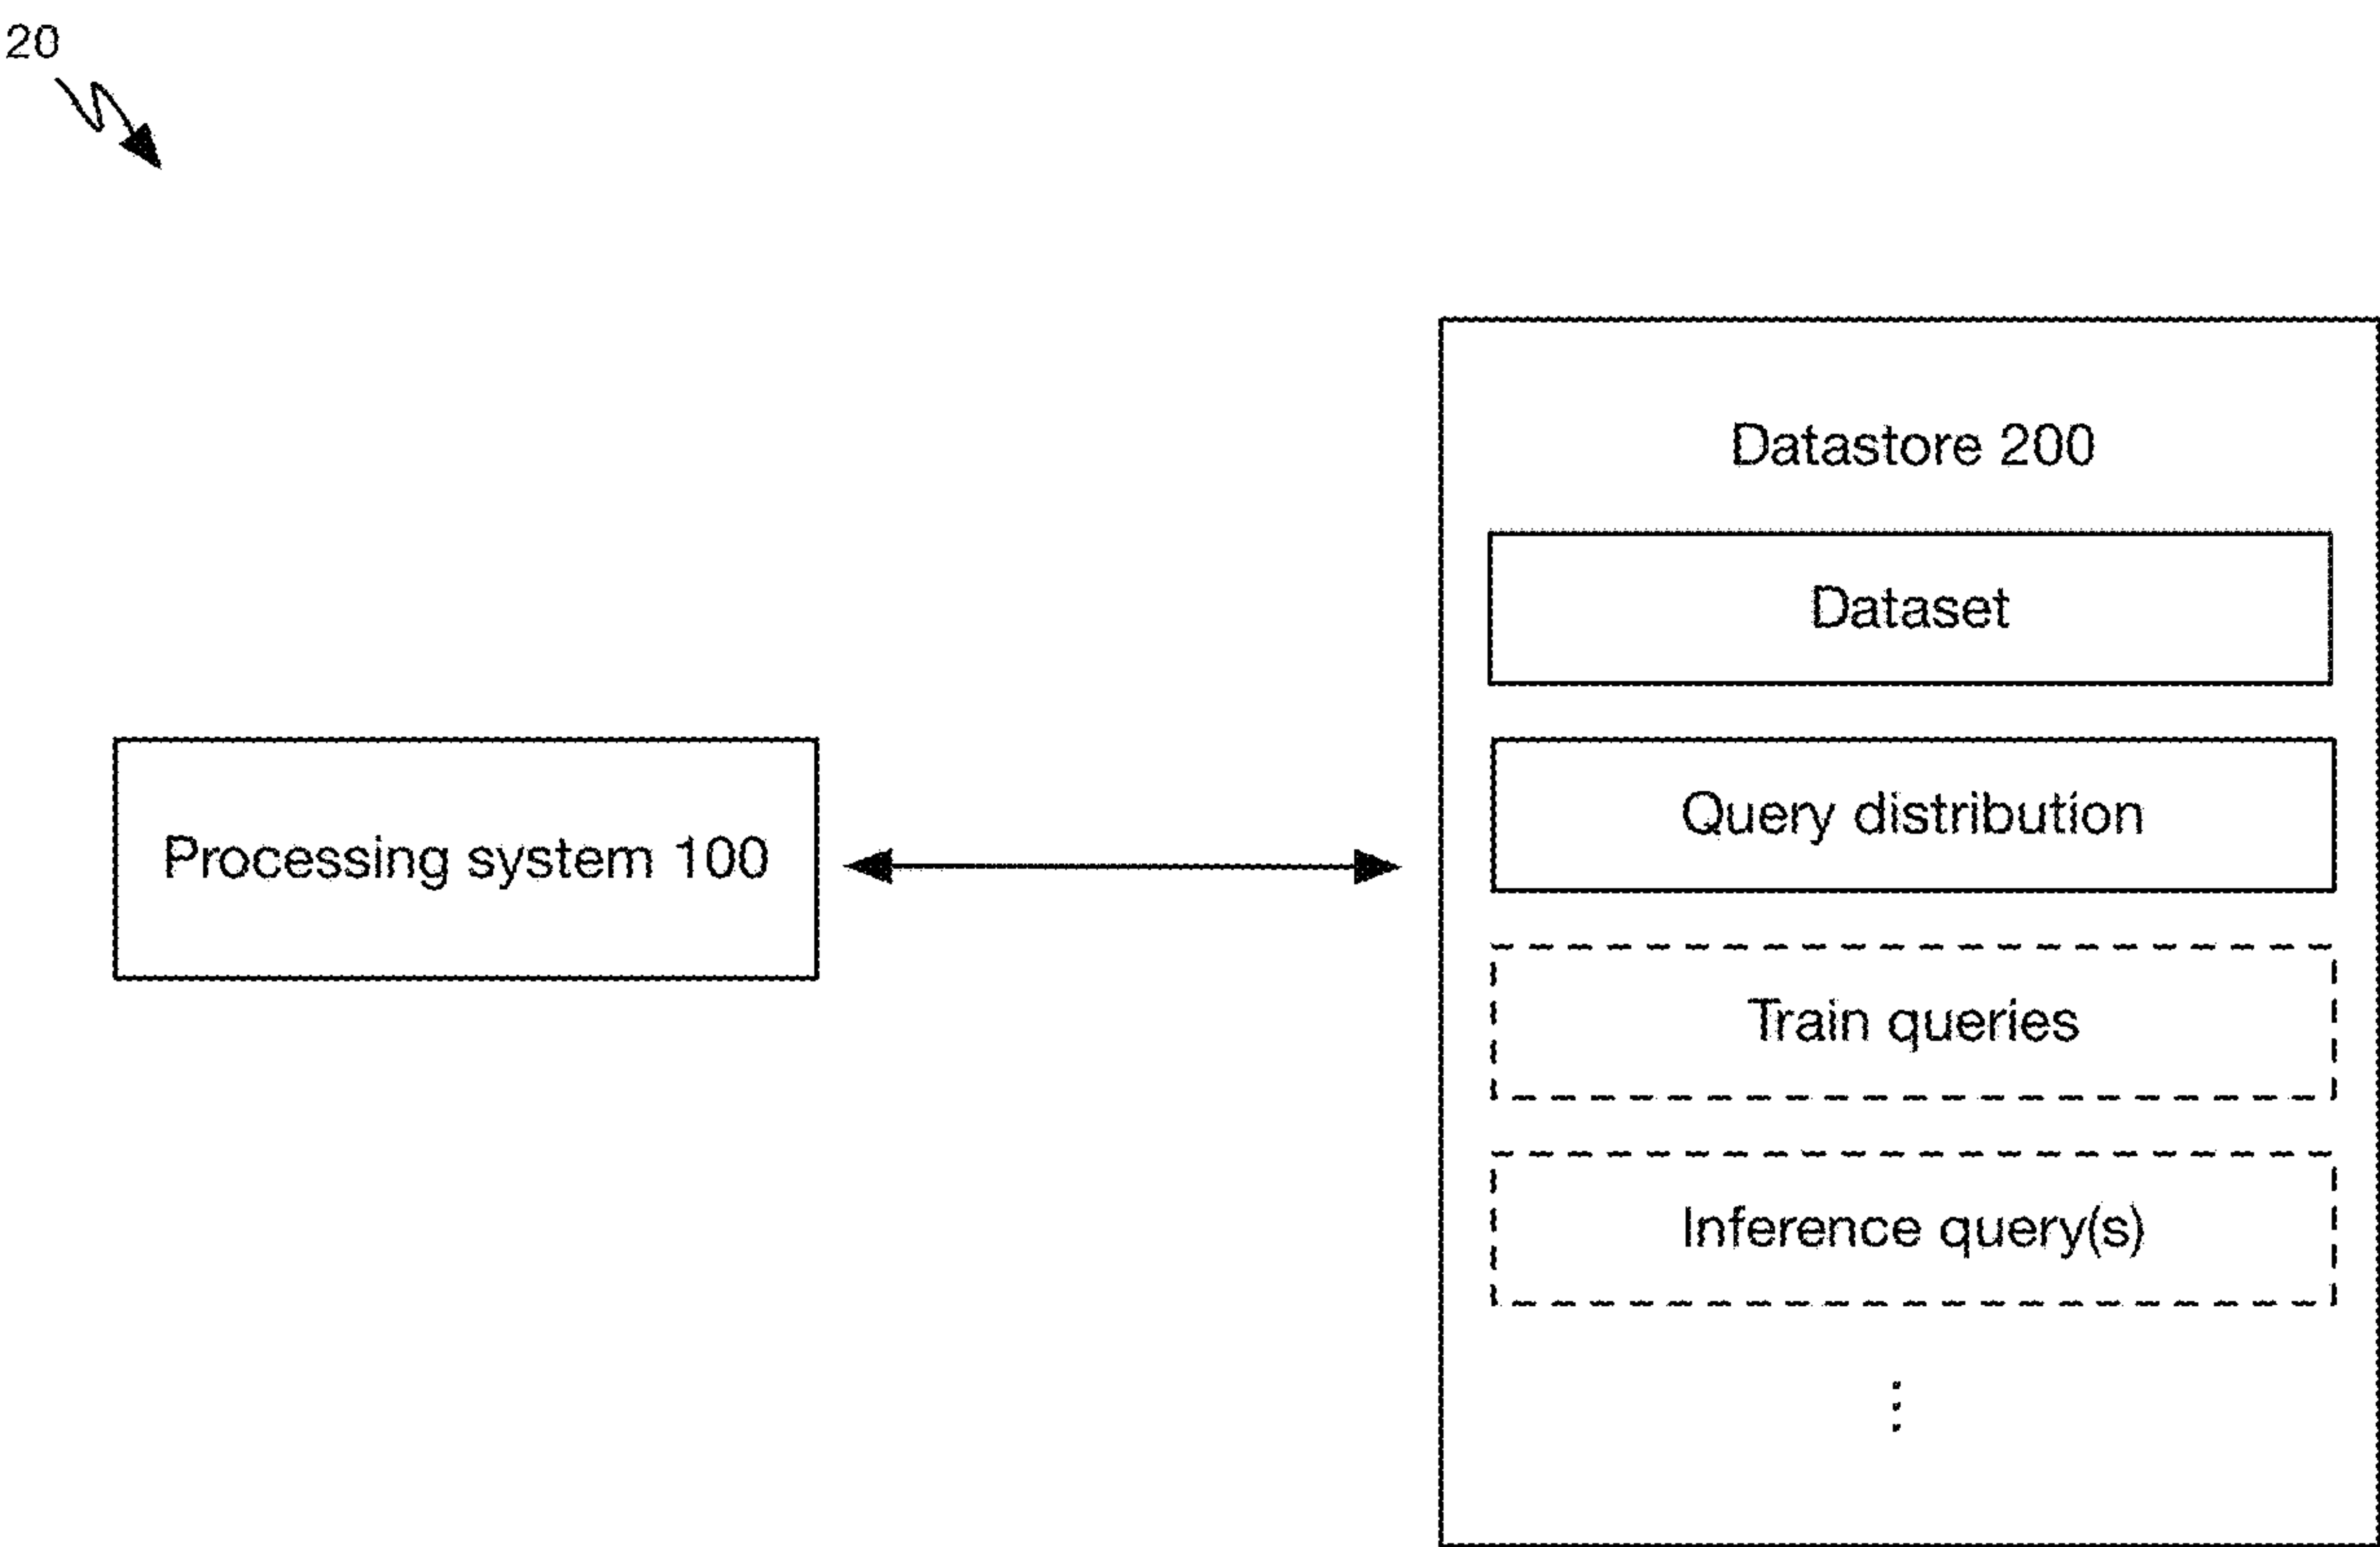 20
Datastore 200
Dataset
Query distribution
Processing system 100
Train queries
Inference query(s)
⋮